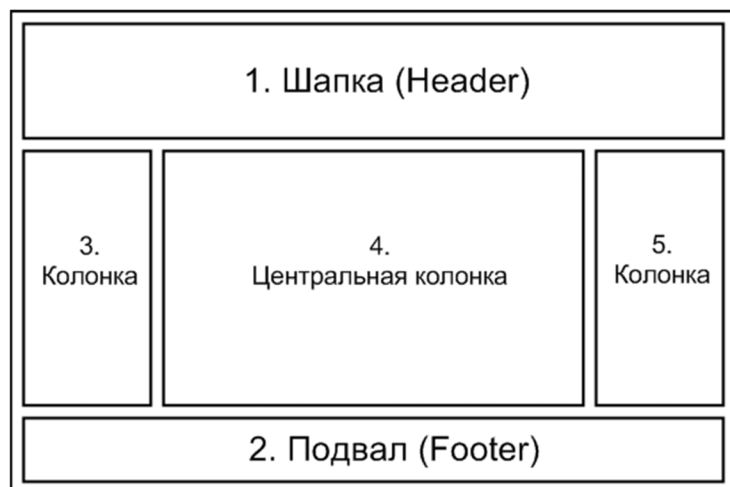 1. Шапка (Header)
3.
Колонка
4.
Центральная колонка
5.
Колонка
2. Подвал (Footer)